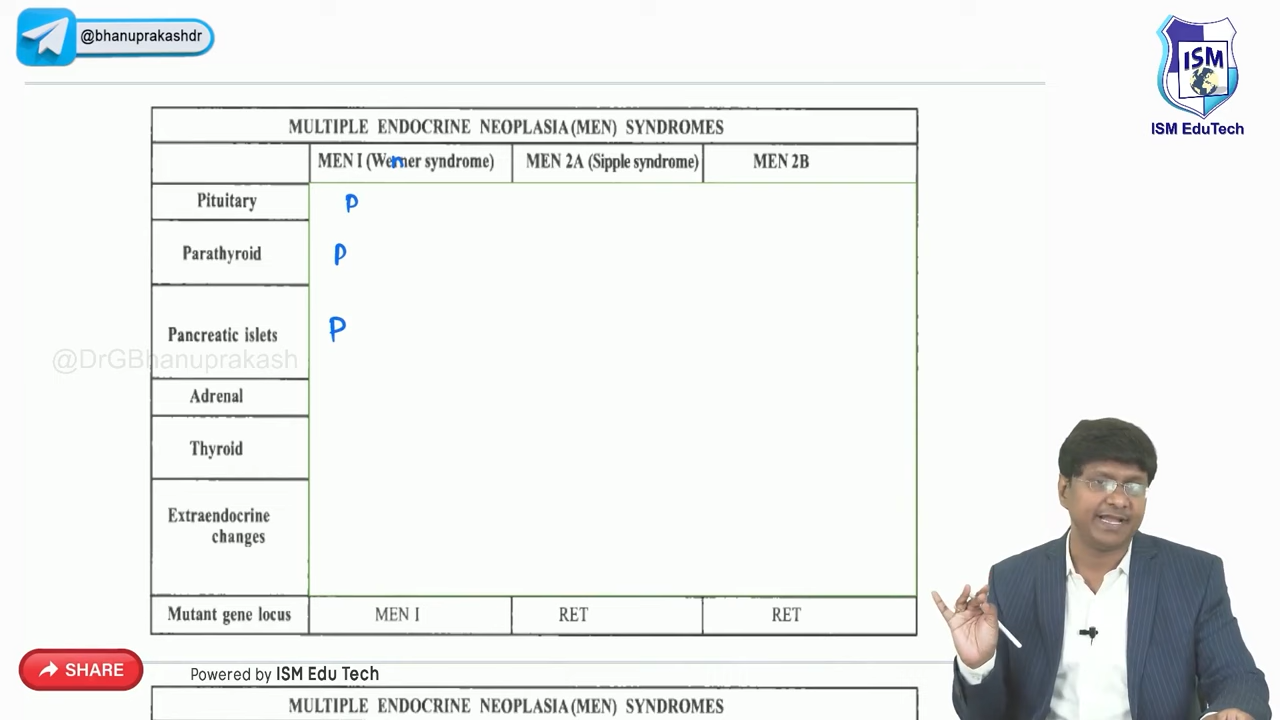 @bhanuprakashdr
ISM
ISM EduTech
MULTIPLE ENDOCRINE NEOPLASIA (MEN) SYNDROMES
MEN I (Wermer syndrome) MEN 2A (Sipple syndrome) MEN 2B
Pituitary P
Parathyroid P
Pancreatic islets P
@DrGBhanuprakash
Adrenal
Thyroid
Extraendocrine
changes
Mutant gene locus MEN I RET RET
SHARE
Powered by ISM Edu Tech
MULTIPLE ENDOCRINE NEOPLASIA (MEN) SYNDROMES